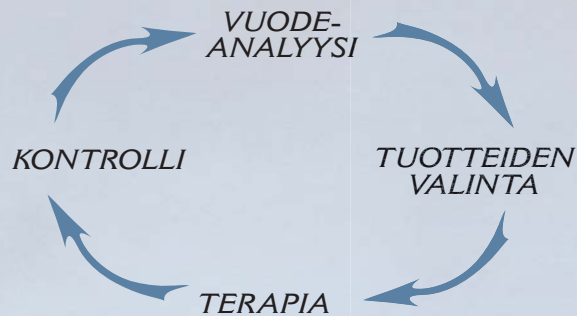 VUODE-
ANALYYSI
KONTROLLI
TUOTTEIDEN
VALINTA
TERAPIA